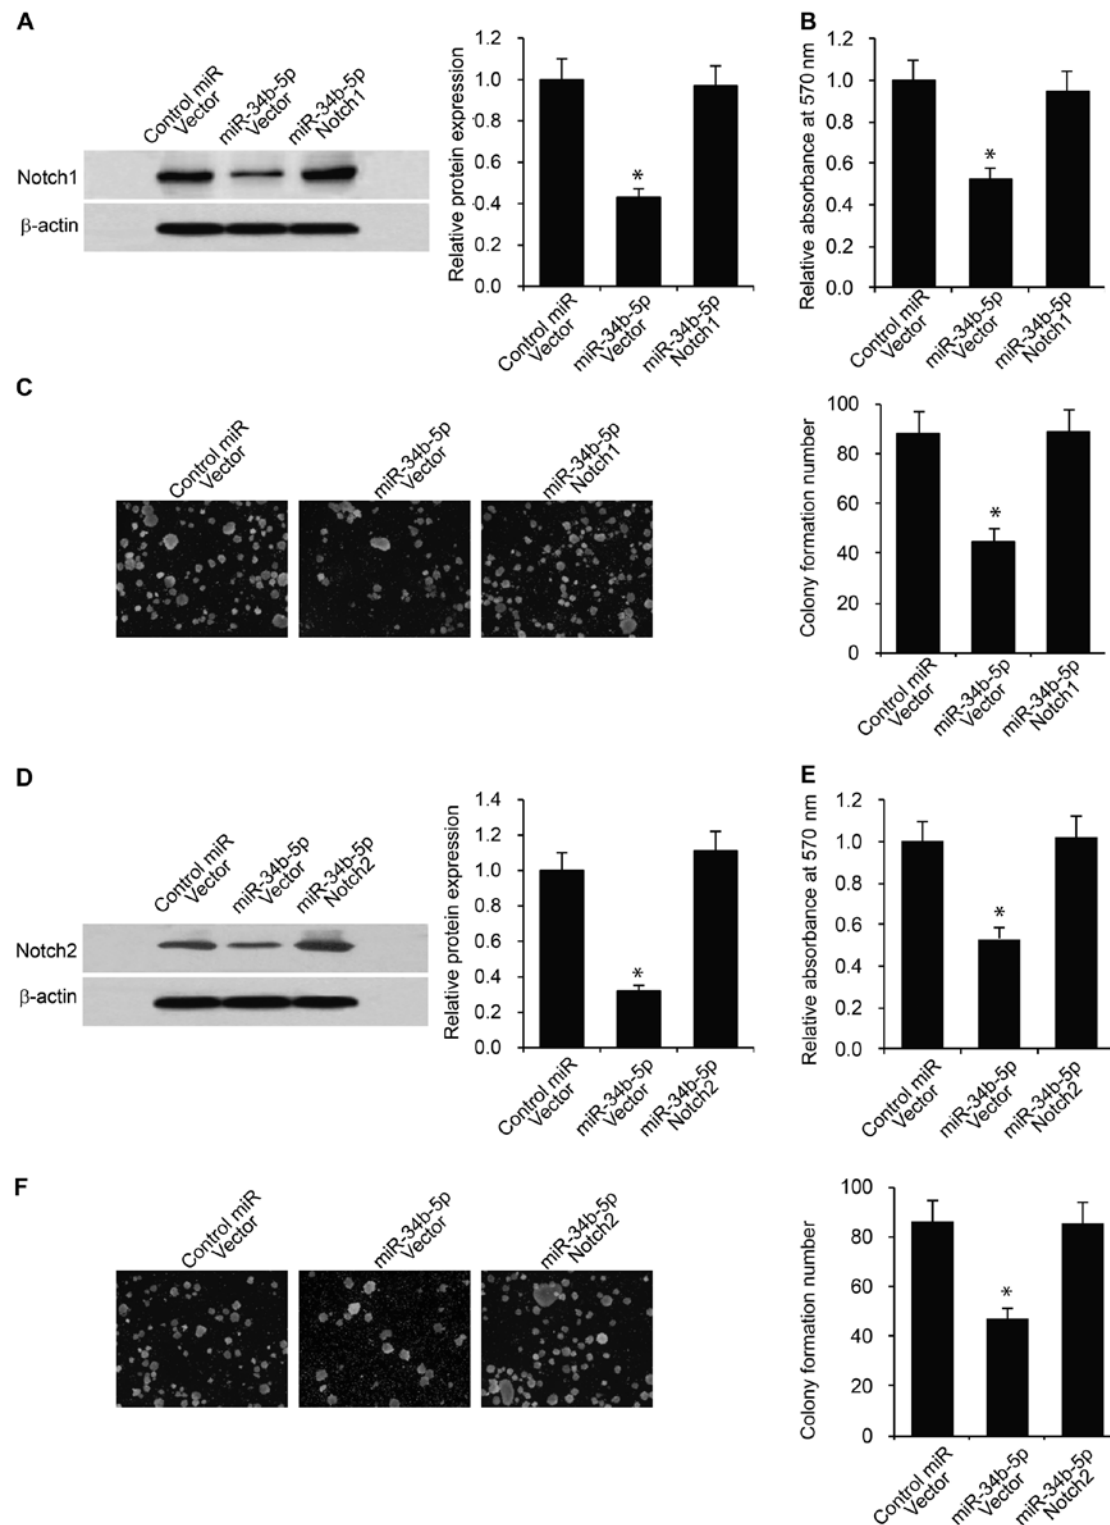 A
Control miR
Vector
miR-34b-5p
Vector
miR-34b-5p
Notch1
Notch1
β-actin
Relative protein expression
1.2
1.0
0.8
0.6
0.4
0.2
0.0
*
Control miR
Vector
miR-34b-5p
Vector
miR-34b-5p
Notch1
B
Relative absorbance at 570 nm
1.2
1.0
0.8
0.6
0.4
0.2
0.0
*
Control miR
Vector
miR-34b-5p
Vector
miR-34b-5p
Notch1
C
Control miR
Vector
miR-34b-5p
Vector
miR-34b-5p
Notch1
Colony formation number
100
80
60
40
20
0
*
Control miR
Vector
miR-34b-5p
Vector
miR-34b-5p
Notch1
D
Control miR
Vector
miR-34b-5p
Vector
miR-34b-5p
Notch2
Notch2
β-actin
Relative protein expression
1.4
1.2
1.0
0.8
0.6
0.4
0.2
0.0
*
Control miR
Vector
miR-34b-5p
Vector
miR-34b-5p
Notch2
E
Relative absorbance at 570 nm
1.2
1.0
0.8
0.6
0.4
0.2
0.0
*
Control miR
Vector
miR-34b-5p
Vector
miR-34b-5p
Notch2
F
Control miR
Vector
miR-34b-5p
Vector
miR-34b-5p
Notch2
Colony formation number
100
80
60
40
20
0
*
Control miR
Vector
miR-34b-5p
Vector
miR-34b-5p
Notch2